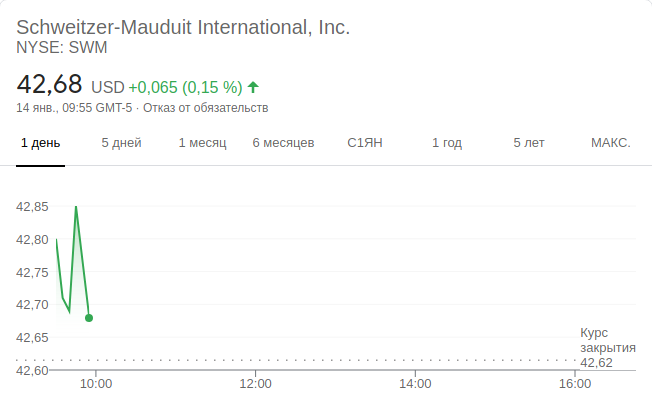 Schweitzer-Mauduit International, Inc.
NYSE: SWM
42,68 USD +0,065 (0,15 %)
14 янв., 09:55 GMT-5 · Отказ от обязательств
1 день 5 дней 1 месяц 6 месяцев С1ЯН 1 год 5 лет МАКС.
42,85
42,80
42,75
42,70
42,65
42,60
Курс
закрытия
42,62
10:00 12:00 14:00 16:00